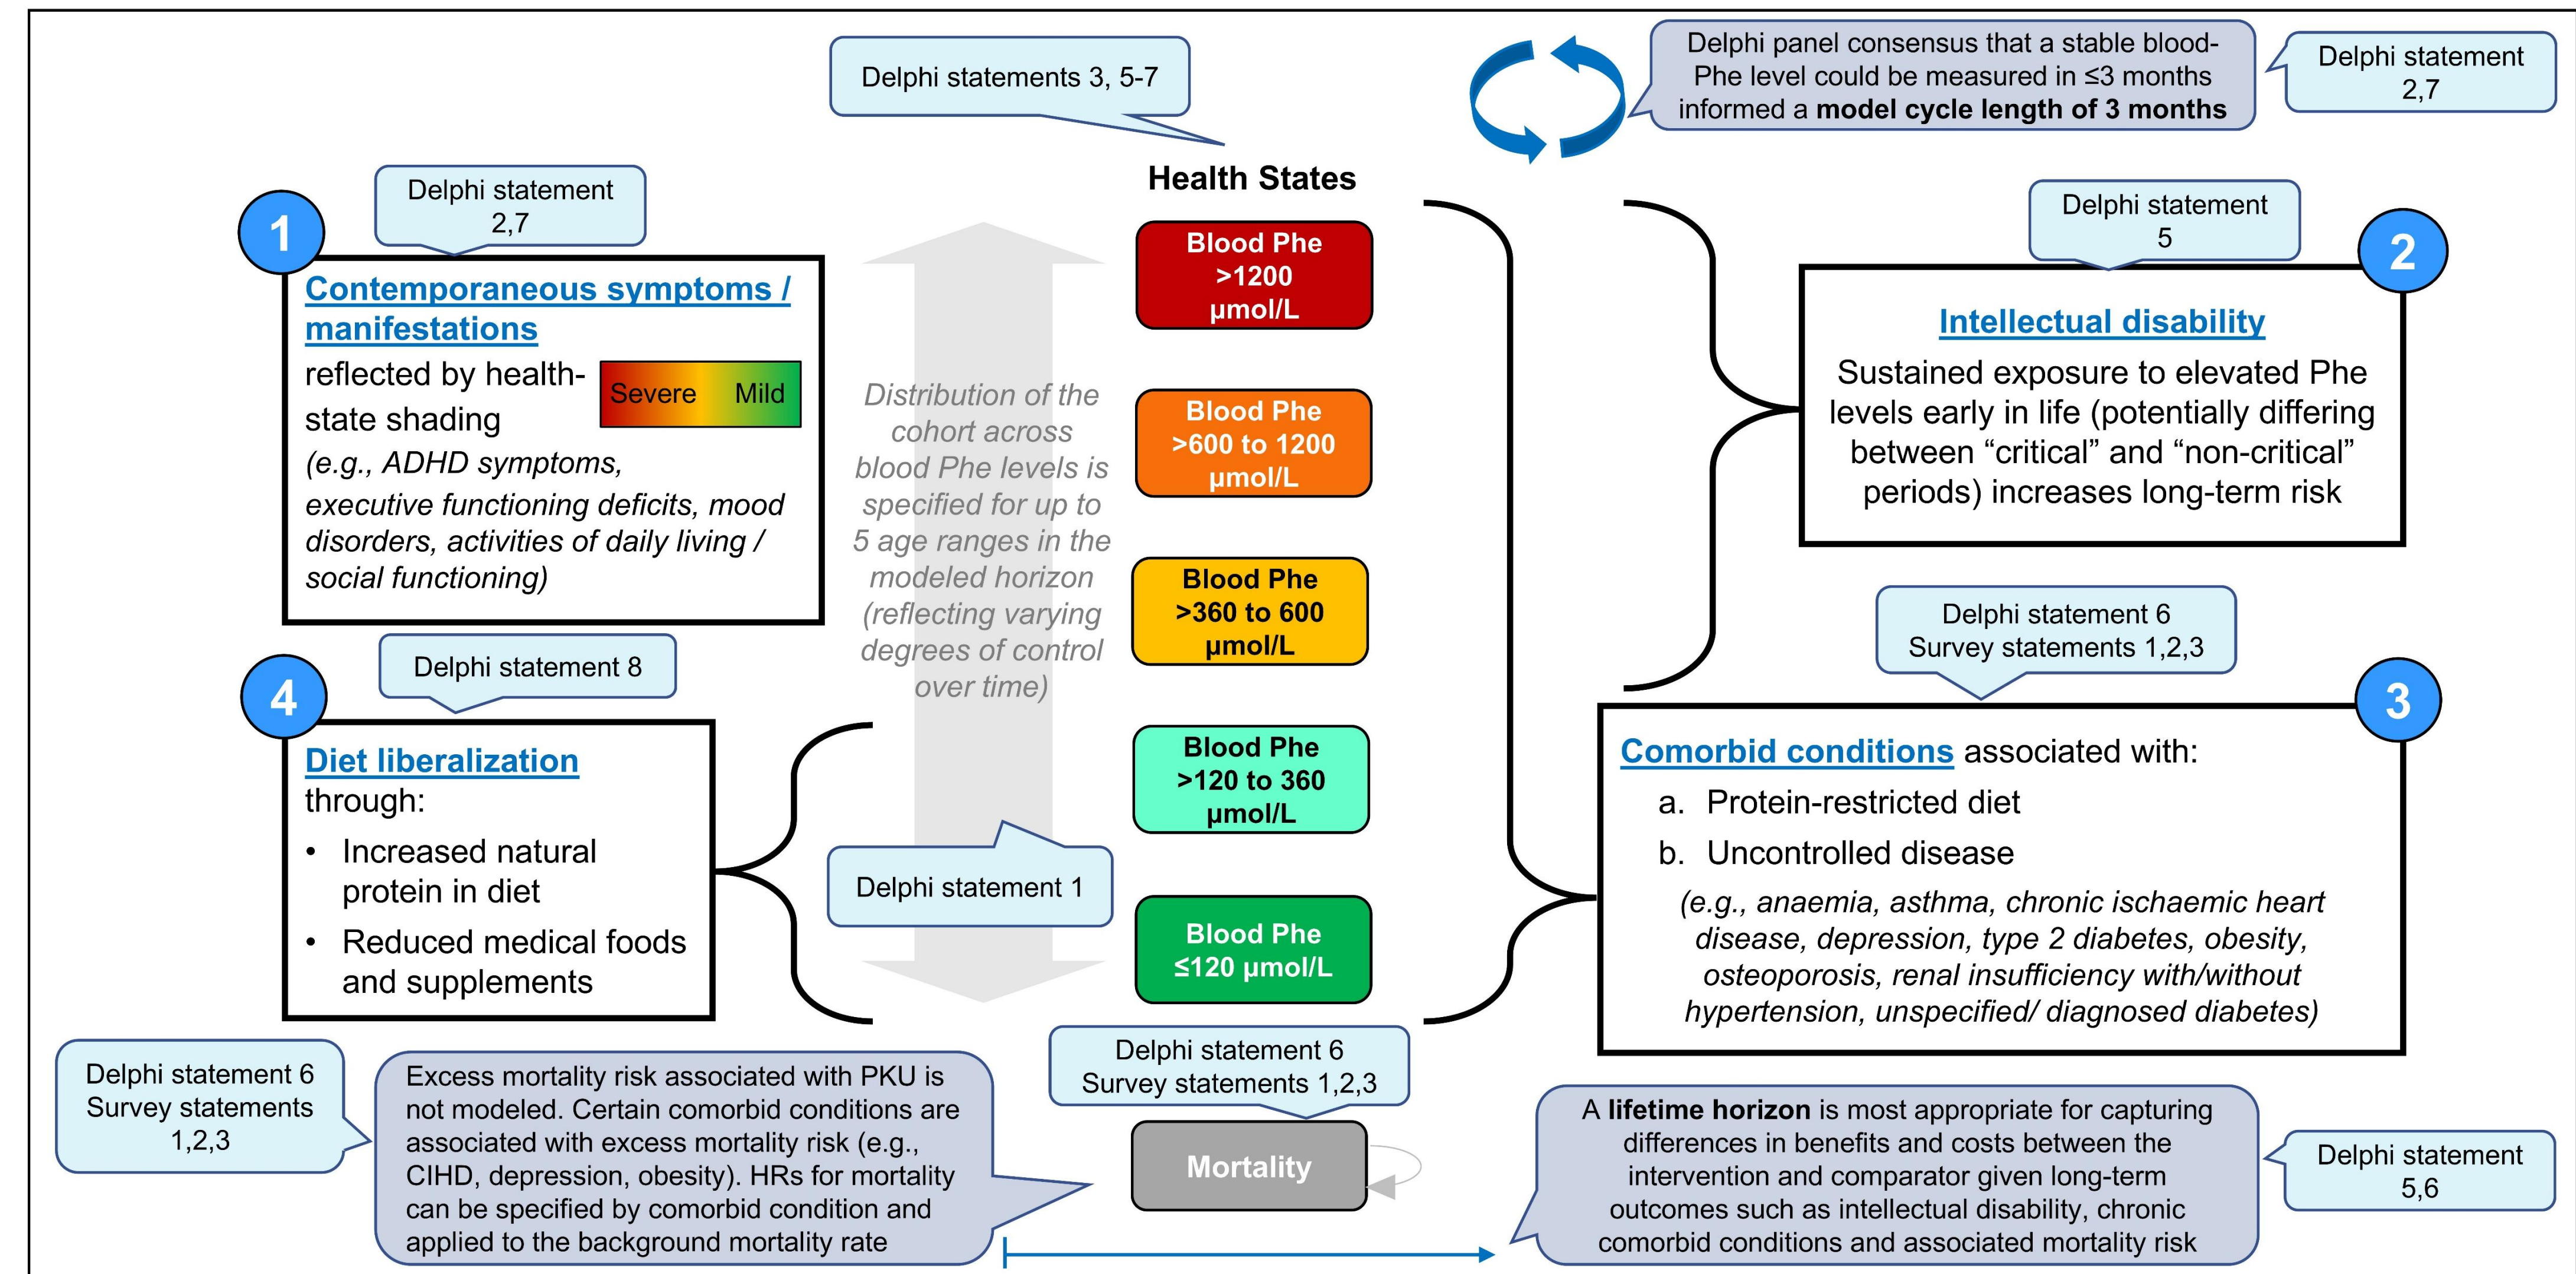 Delphi statements 3, 5-7
Delphi panel consensus that a stable blood-
Phe level could be measured in ≤3 months
informed a model cycle length of 3 months
Delphi statement
2,7
Health States
Delphi statement
2,7
1
Contemporaneous symptoms /
manifestations
reflected by health-
state shading
Severe Mild
(e.g., ADHD symptoms,
executive functioning deficits, mood
disorders, activities of daily living /
social functioning)
Distribution of the
cohort across
blood Phe levels is
specified for up to
5 age ranges in the
modeled horizon
(reflecting varying
degrees of control
over time)
Delphi statement 1
Blood Phe
>1200
µmol/L
Blood Phe
>600 to 1200
µmol/L
Blood Phe
>360 to 600
µmol/L
Blood Phe
>120 to 360
µmol/L
Blood Phe
≤120 µmol/L
Delphi statement
5
2
Intellectual disability
Sustained exposure to elevated Phe
levels early in life (potentially differing
between “critical” and “non-critical”
periods) increases long-term risk
Delphi statement 6
Survey statements 1,2,3
3
Comorbid conditions associated with:
a. Protein-restricted diet
b. Uncontrolled disease
(e.g., anaemia, asthma, chronic ischaemic heart
disease, depression, type 2 diabetes, obesity,
osteoporosis, renal insufficiency with/without
hypertension, unspecified/ diagnosed diabetes)
Delphi statement 8
4
Diet liberalization
through:
• Increased natural
protein in diet
• Reduced medical foods
and supplements
Delphi statement 6
Survey statements
1,2,3
Excess mortality risk associated with PKU is
not modeled. Certain comorbid conditions are
associated with excess mortality risk (e.g.,
CIHD, depression, obesity). HRs for mortality
can be specified by comorbid condition and
applied to the background mortality rate
Delphi statement 6
Survey statements 1,2,3
Mortality
A lifetime horizon is most appropriate for capturing
differences in benefits and costs between the
intervention and comparator given long-term
outcomes such as intellectual disability, chronic
comorbid conditions and associated mortality risk
Delphi statement
5,6